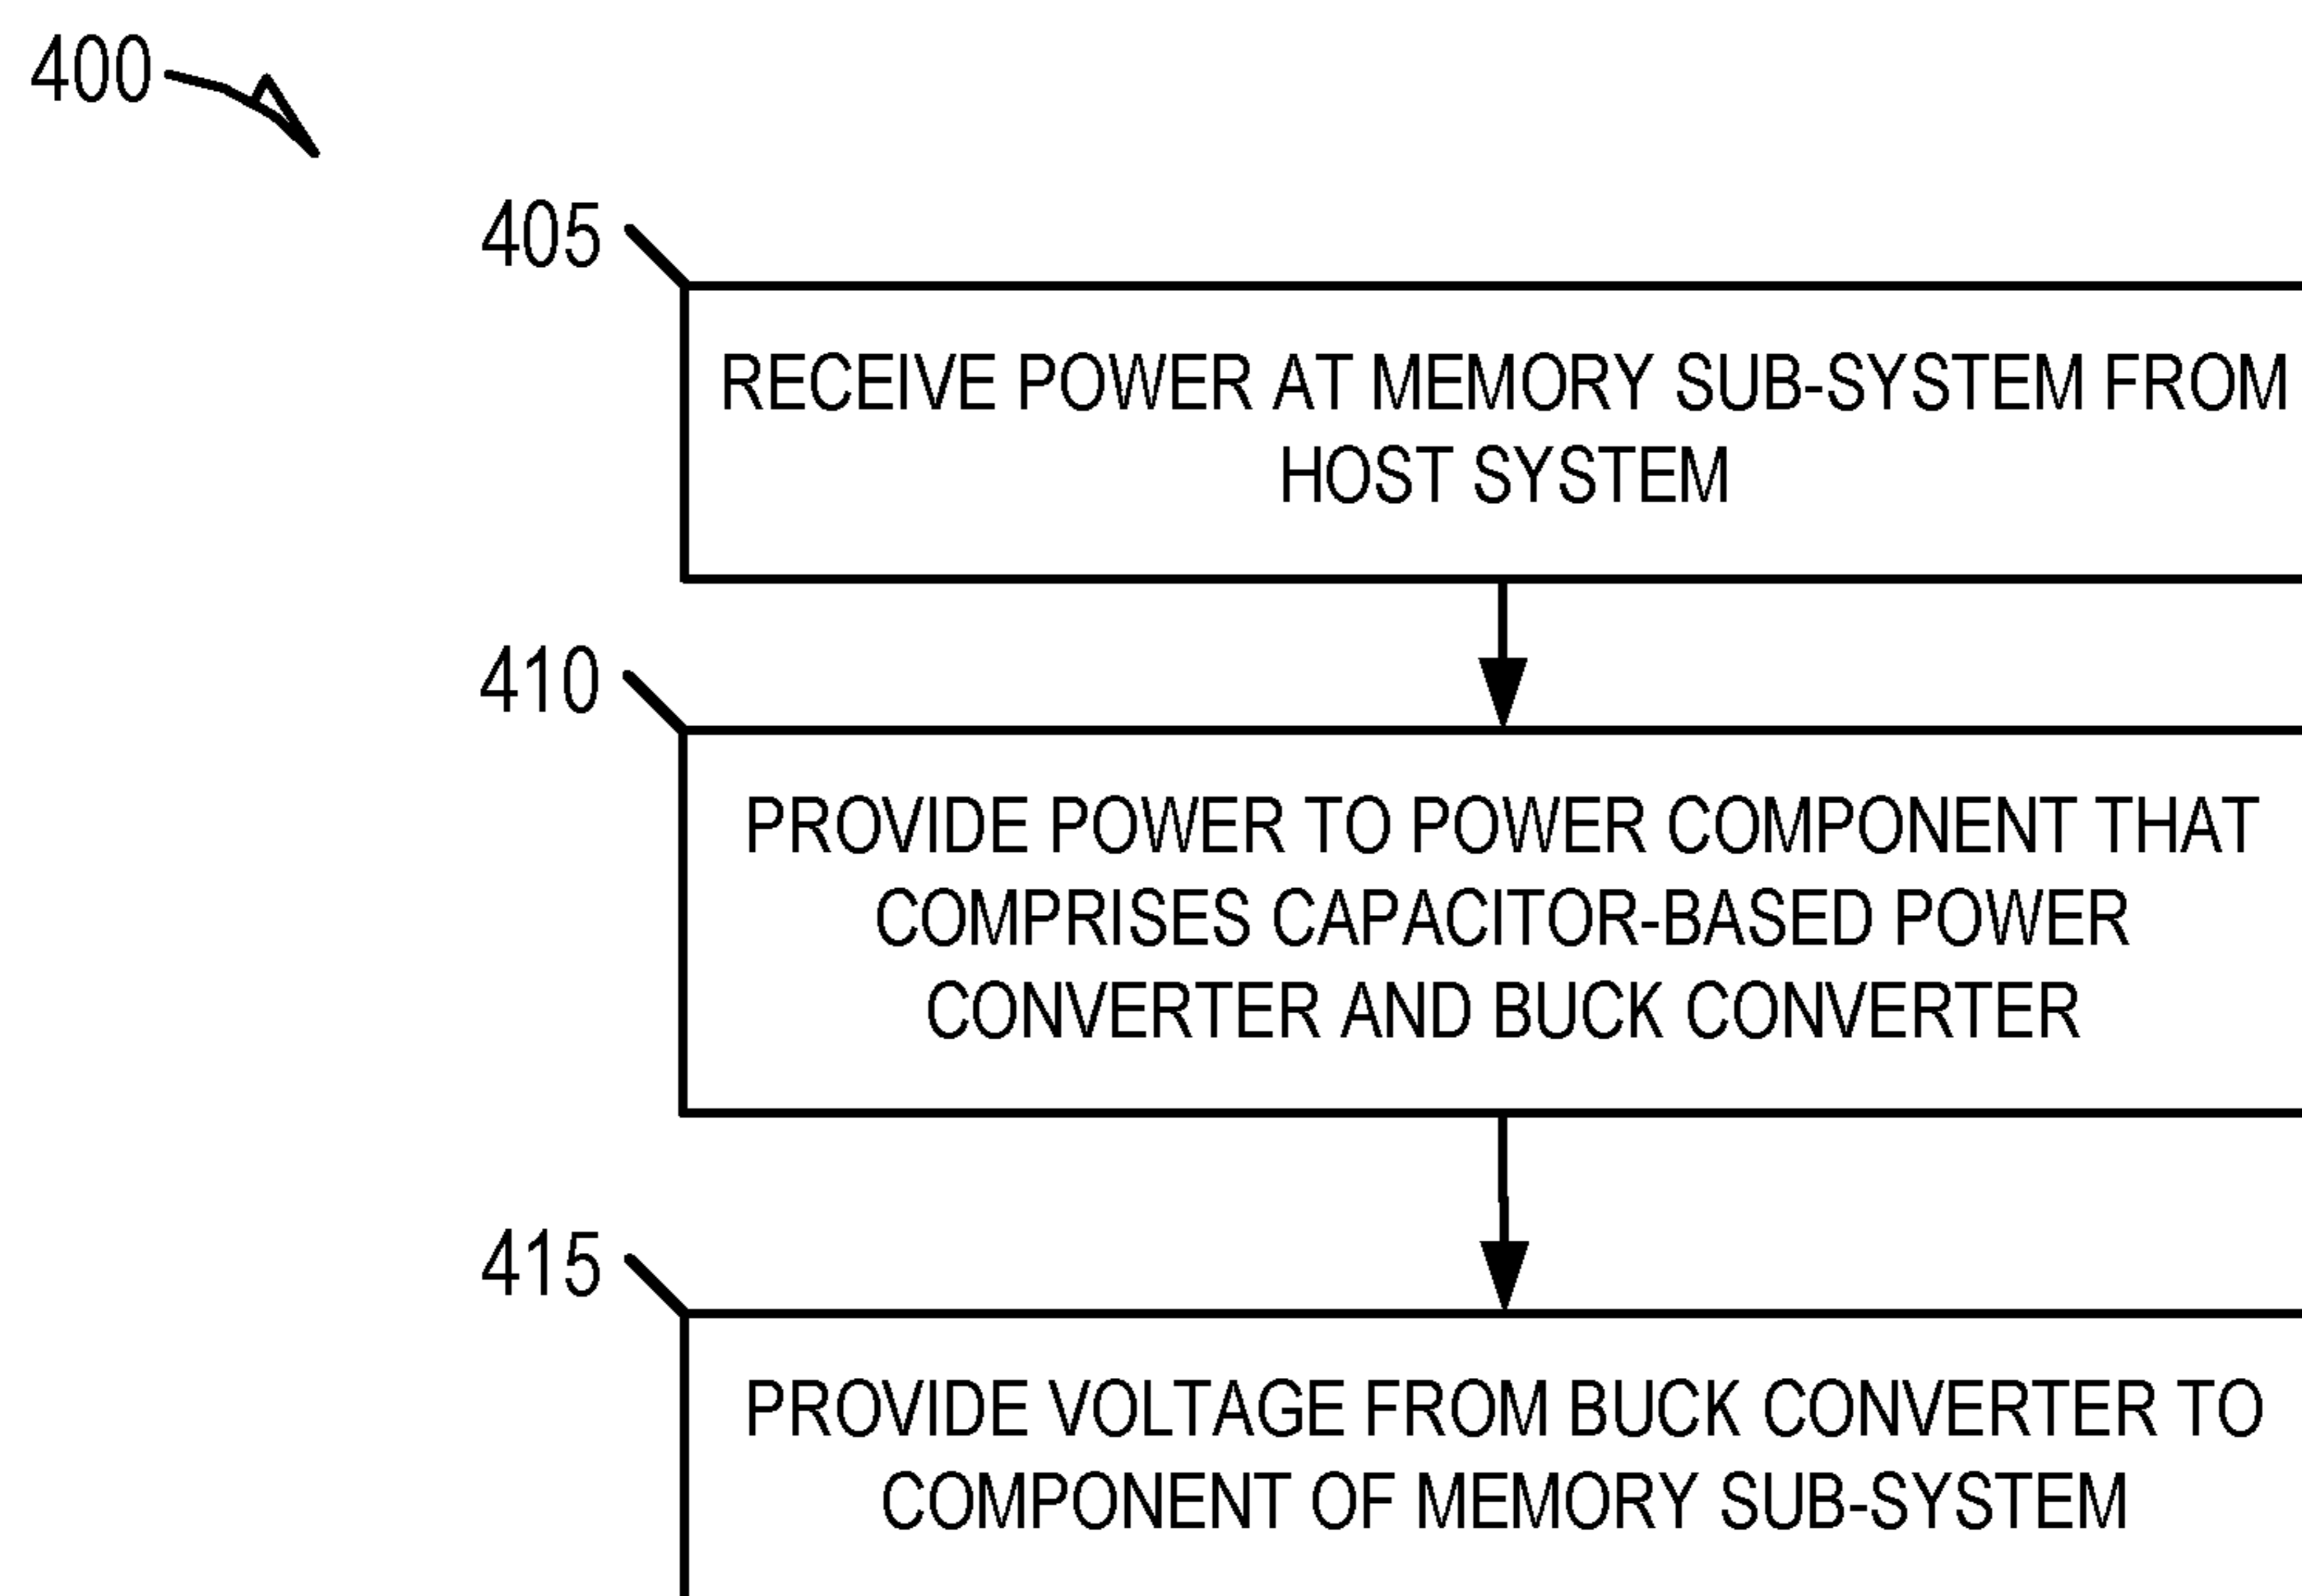 400
405
RECEIVE POWER AT MEMORY SUB-SYSTEM FROM
HOST SYSTEM
410
PROVIDE POWER TO POWER COMPONENT THAT
COMPRISES CAPACITOR-BASED POWER
CONVERTER AND BUCK CONVERTER
415
PROVIDE VOLTAGE FROM BUCK CONVERTER TO
COMPONENT OF MEMORY SUB-SYSTEM